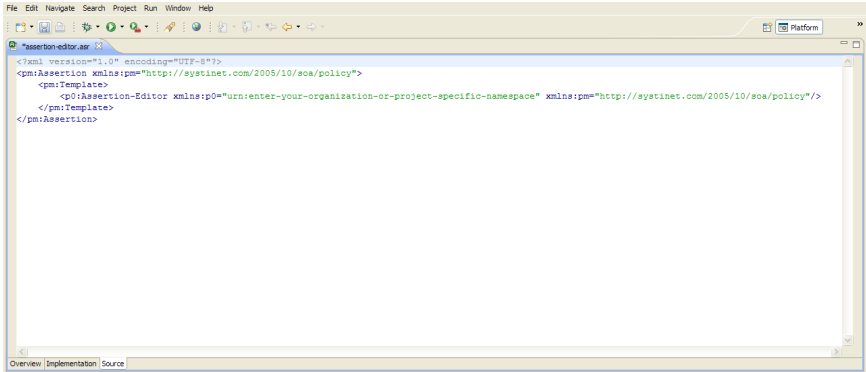 File Edit Navigate Search Project Run Window Help
Platform
*assertion-editor.asr
<?xml version="1.0" encoding="UTF-8"?>
<pm:Assertion xmlns:pm="http://systinet.com/2005/10/soa/policy">
<pm:Template>
<p0:Assertion-Editor xmlns:p0="urn:enter-your-organization-or-project-specific-namespace" xmlns:pm="http://systinet.com/2005/10/soa/policy"/>
</pm:Template>
</pm:Assertion>
Overview Implementation Source